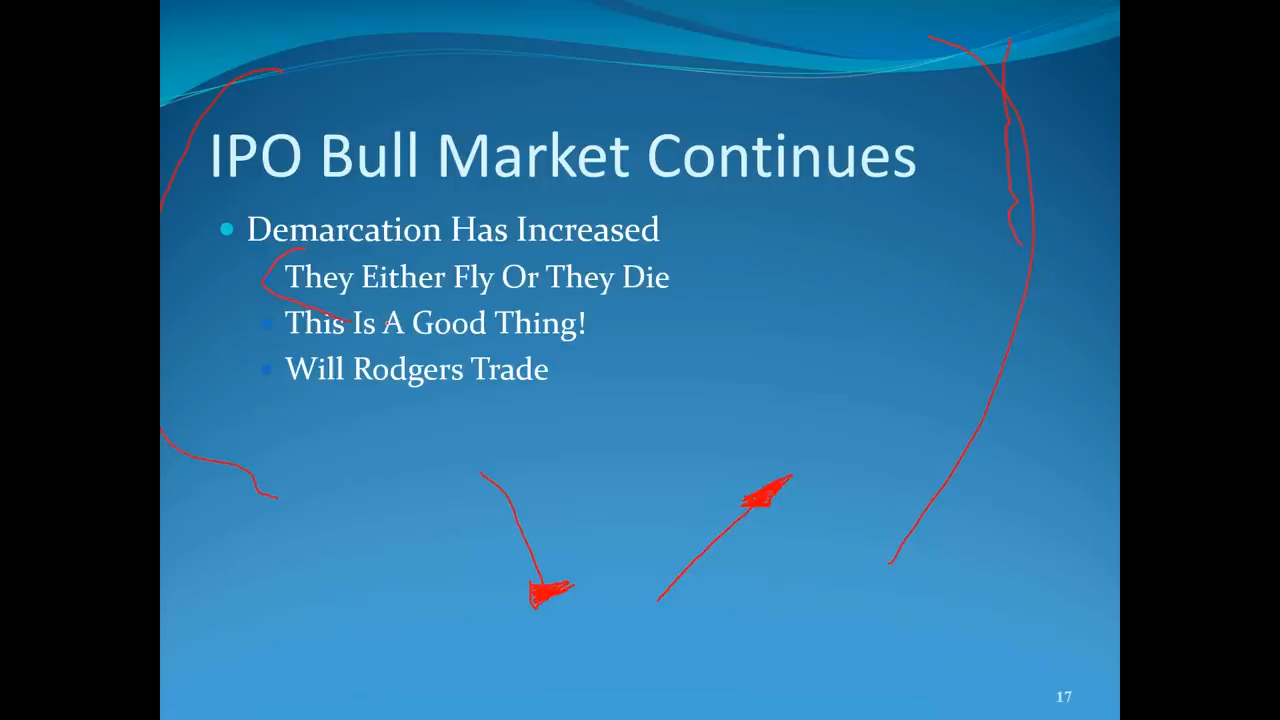 IPO Bull Market Continues
Demarcation Has Increased
They Either Fly Or They Die
This Is A Good Thing!
Will Rodgers Trade
17